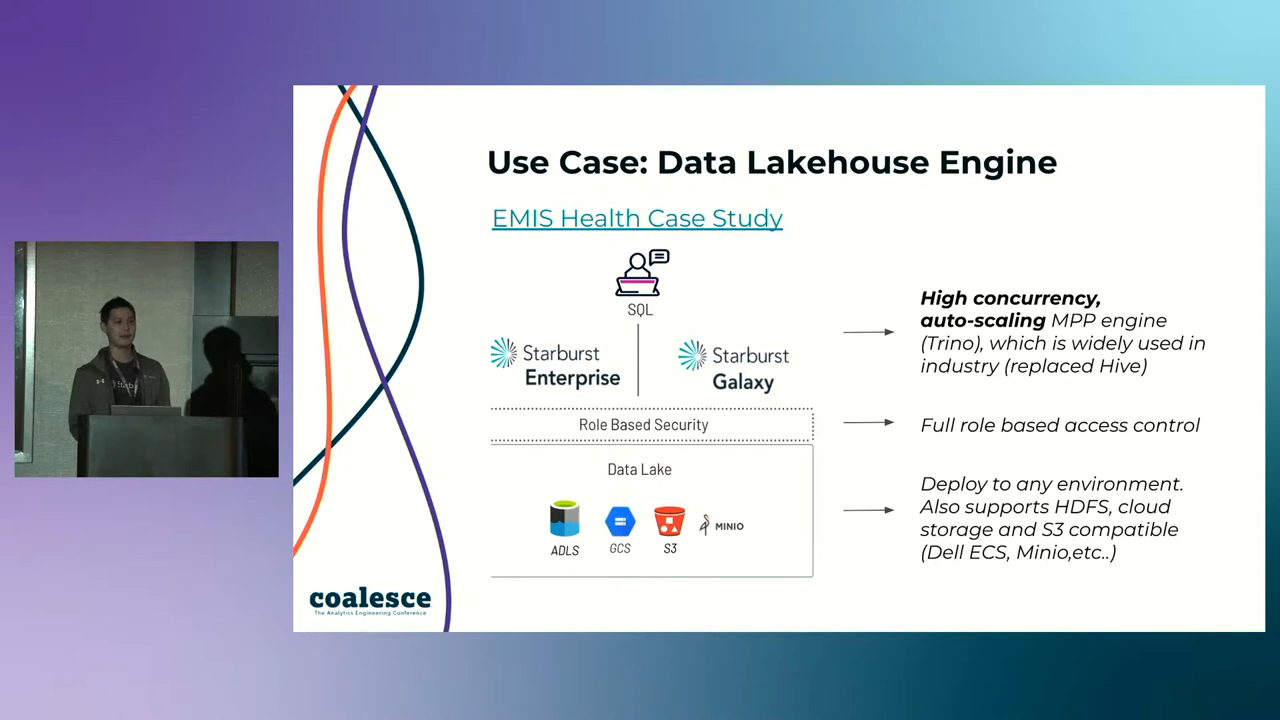 Use Case: Data Lakehouse Engine
EMIS Health Case Study
SQL
Starburst
Enterprise
Starburst
Galaxy
Role Based Security
Data Lake
ADLS
GCS
S3
MINIO
High concurrency,
auto-scaling MPP engine
(Trino), which is widely used in
industry (replaced Hive)
Full role based access control
Deploy to any environment.
Also supports HDFS, cloud
storage and S3 compatible
(Dell ECS, Minio,etc..)
coalesce
The Analytics Engineering Conference